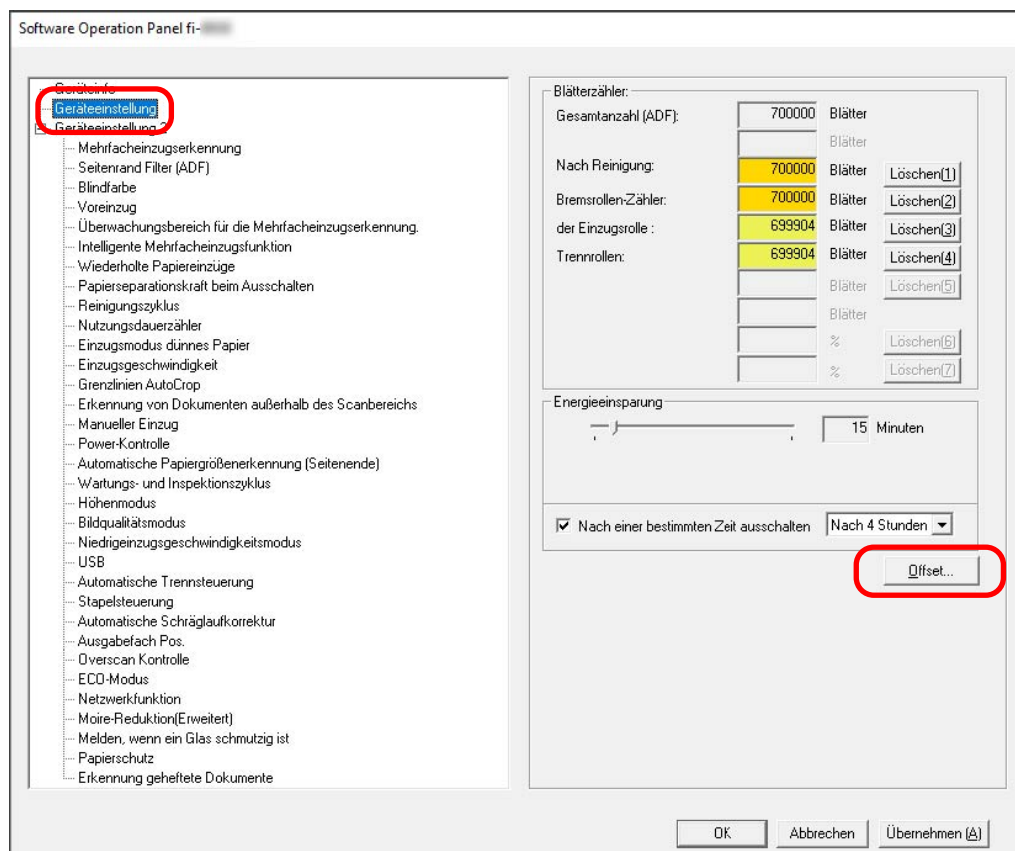 Software Operation Panel fi-
Geräteinfo
Geräteeinstellung
Geräteeinstellung 2
Mehrfacheinzugserkennung
Seitenrand Filter (ADF)
Blindfarbe
Voreinzug
Überwachungsbereich für die Mehrfacheinzugserkennung.
Intelligente Mehrfacheinzugsfunktion
Wiederholte Papiereinzüge
Papierseparationskraft beim Ausschalten
Reinigungszyklus
Nutzungsdauerzähler
Einzugsmodus dünnes Papier
Einzugsgeschwindigkeit
Grenzlinien AutoCrop
Erkennung von Dokumenten außerhalb des Scanbereichs
Manueller Einzug
Power-Kontrolle
Automatische Papiergrößenerkennung (Seitenende)
Wartungs- und Inspektionszyklus
Höhenmodus
Bildqualitätsmodus
Niedrigeinzugsgeschwindigkeitsmodus
USB
Automatische Trennsteuerung
Stapelsteuerung
Automatische Schräglaufkorrektur
Ausgabefach Pos.
Overscan Kontrolle
ECO-Modus
Netzwerkfunktion
Moire-Reduktion(Erweitert)
Melden, wenn ein Glas schmutzig ist
Papierschutz
Erkennung geheftete Dokumente
Blätterzähler:
Gesamtanzahl (ADF): 700000 Blätter
Blätter
Nach Reinigung: 700000 Blätter Löschen(1)
Bremsrollen-Zähler: 700000 Blätter Löschen(2)
der Einzugsrolle : 699904 Blätter Löschen(3)
Trennrollen: 699904 Blätter Löschen(4)
Blätter Löschen(5)
Blätter
% Löschen(6)
% Löschen(7)
Energieeinsparung
15 Minuten
Nach einer bestimmten Zeit ausschalten Nach 4 Stunden
Offset...
OK Abbrechen Übernehmen (A)